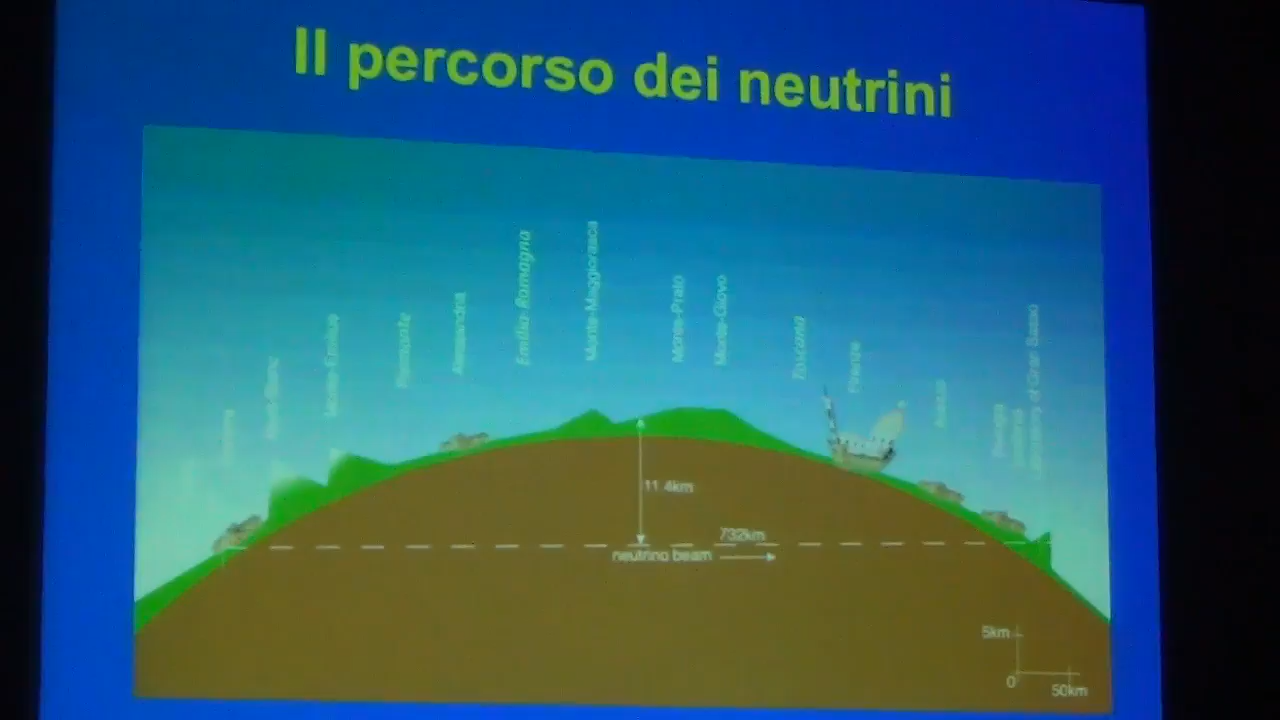 Il percorso dei neutrini
Monte-Emilius
Piemonte
Alessandria
Emilia-Romagna
Monte-Maggiorasca
Monte-Prato
Monte-Giovo
Toscana
Firenze
11.4km
732km
neutrino beam
5km
0
50km